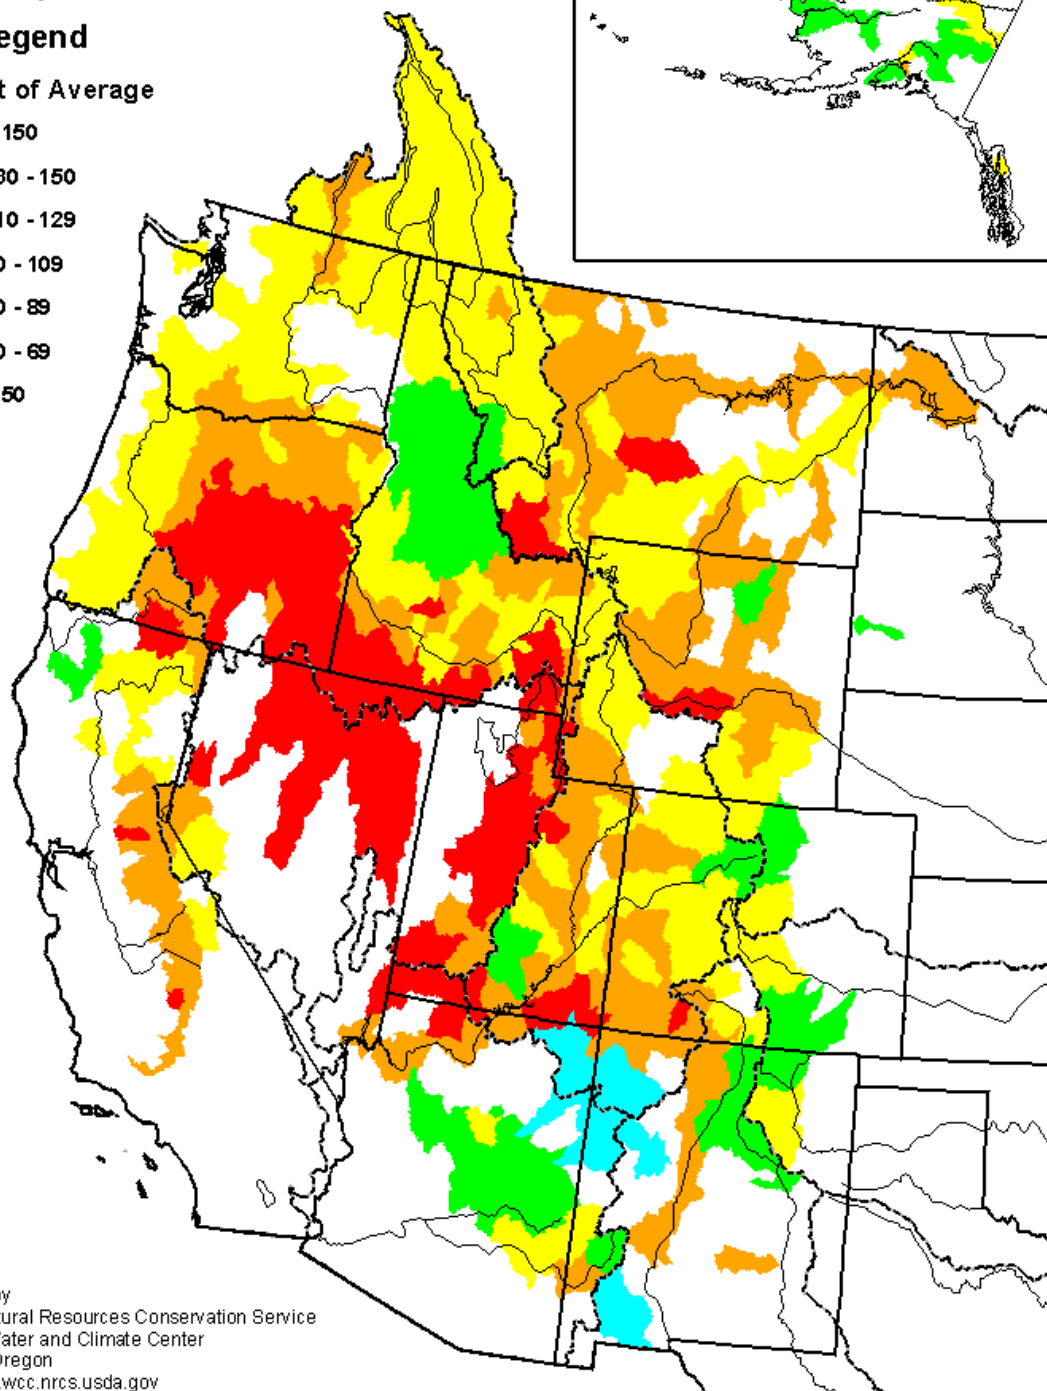 egend
t of Average
150
30 - 150
10 - 129
0 - 109
0 - 89
0 - 69
50
y
tural Resources Conservation Service
Vater and Climate Center
Oregon
.wcc.nrcs.usda.gov